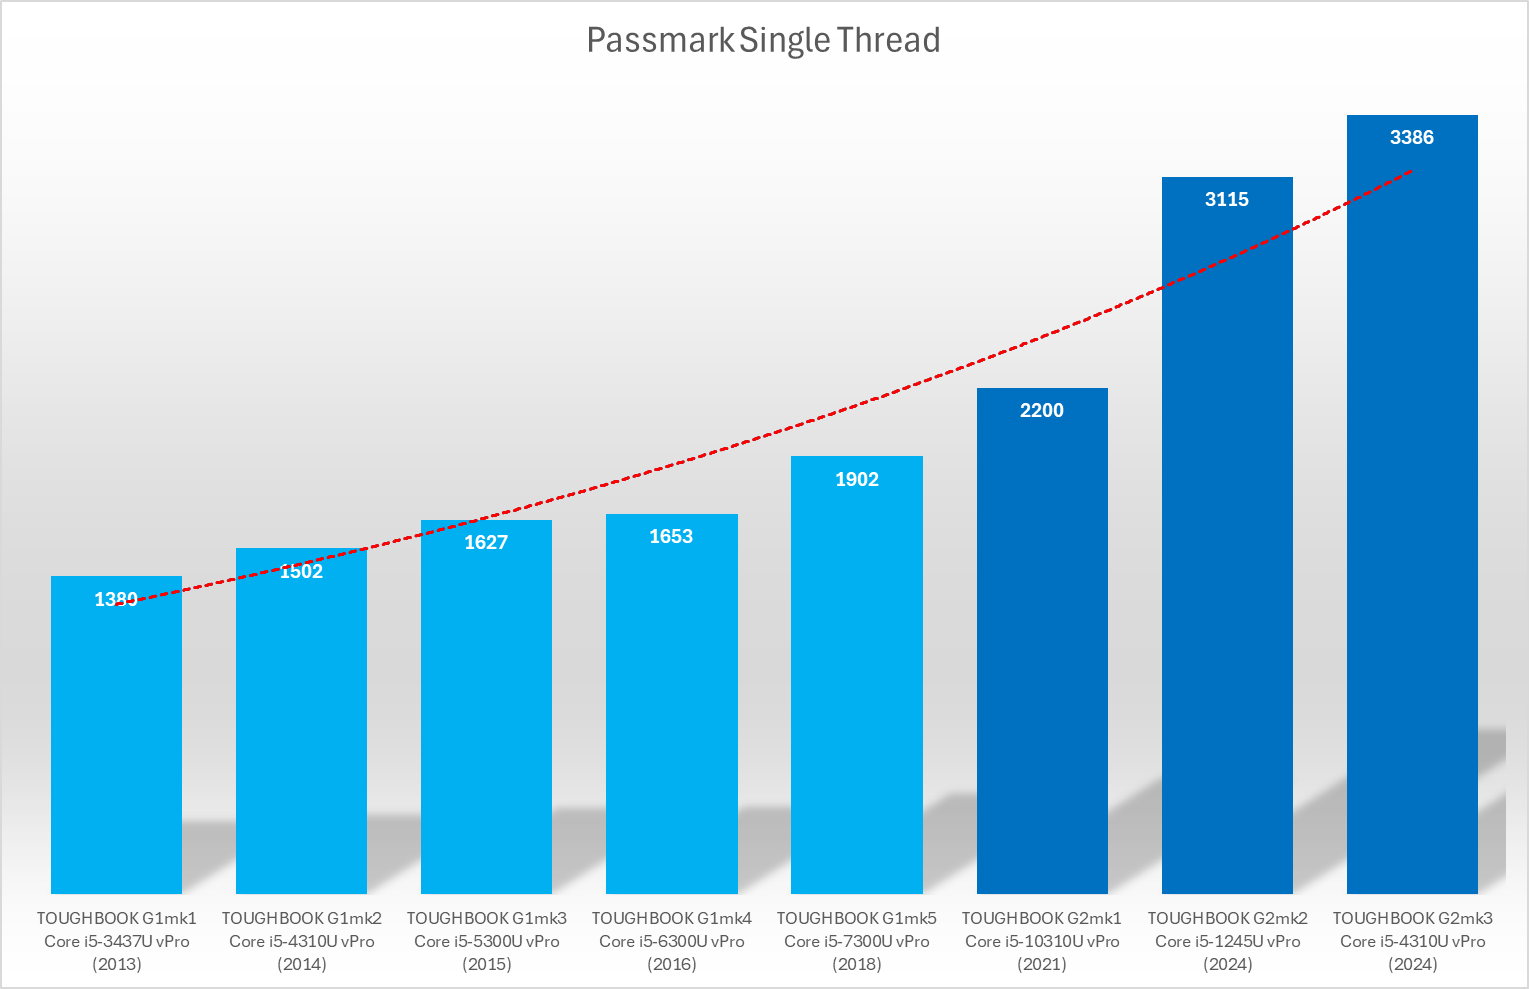 Passmark Single Thread
3386
3115
2200
1902
1653
1627
1502
1380
TOUGHBOOK G1mk1
Core i5-3437U vPro
(2013)
TOUGHBOOK G1mk2
Core i5-4310U vPro
(2014)
TOUGHBOOK G1mk3
Core i5-5300U vPro
(2015)
TOUGHBOOK G1mk4
Core i5-6300U vPro
(2016)
TOUGHBOOK G1mk5
Core i5-7300U vPro
(2018)
TOUGHBOOK G2mk1
Core i5-10310U vPro
(2021)
TOUGHBOOK G2mk2
Core i5-1245U vPro
(2024)
TOUGHBOOK G2mk3
Core i5-4310U vPro
(2024)